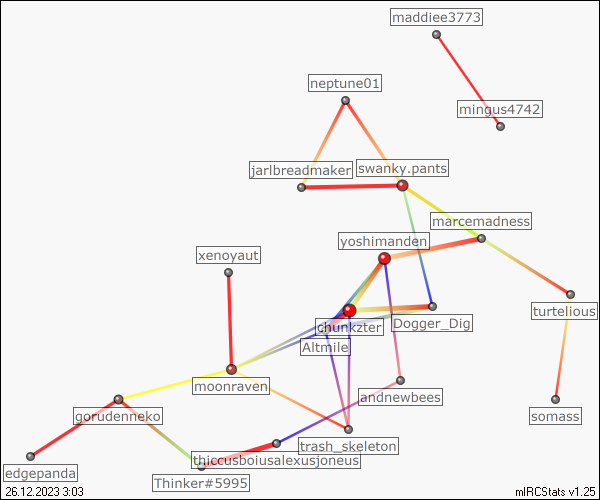 maddiee3773
neptune01
mingus4742
jarlbreadmaker
swanky.pants
marcemadness
yoshimanden
xenoyaut
turtelious
chunkzter
Dogger_Dig
Altmile
moonraven
andnewbees
gorudenneko
somass
trash_skeleton
thiccusboiusalexusjoneus
edgepanda
Thinker#5995
26.12.2023 3:03
mIRCStats v1.25